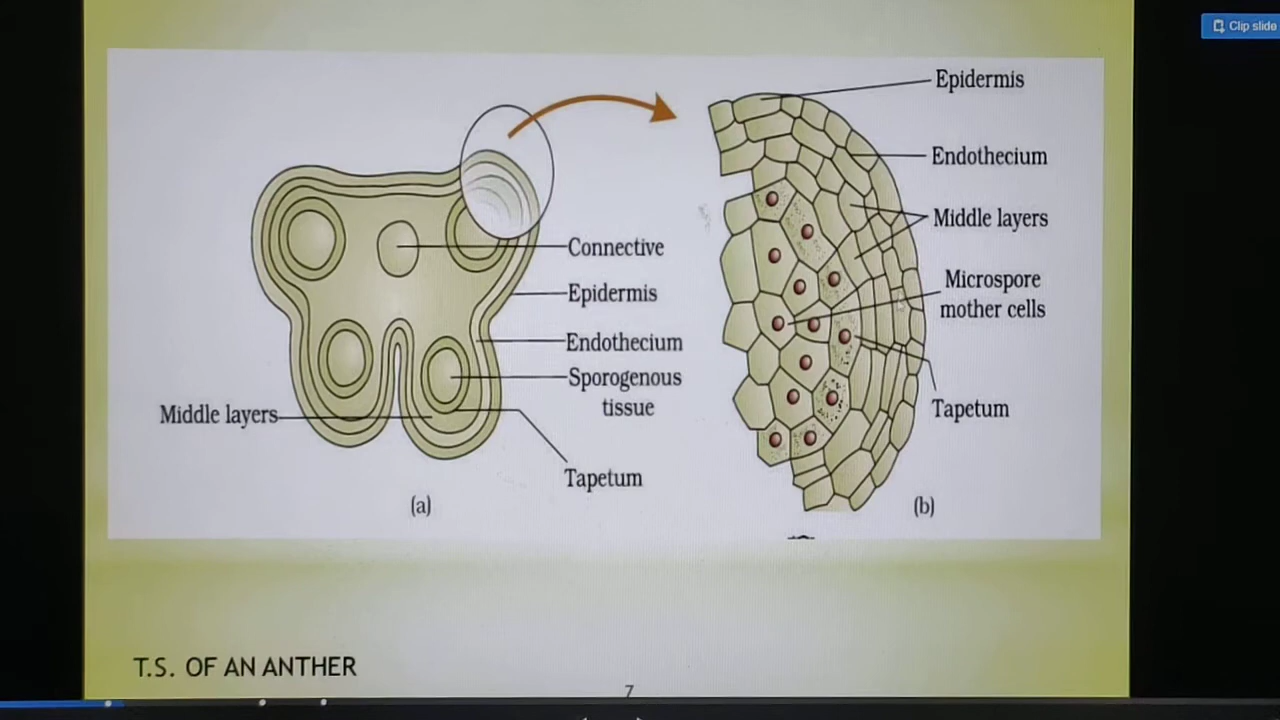 Clip slide
Epidermis
Endothecium
Middle layers
Microspore
mother cells
Tapetum
(b)
Connective
Epidermis
Endothecium
Sporogenous
tissue
Middle layers
Tapetum
(a)
T.S. OF AN ANTHER
7